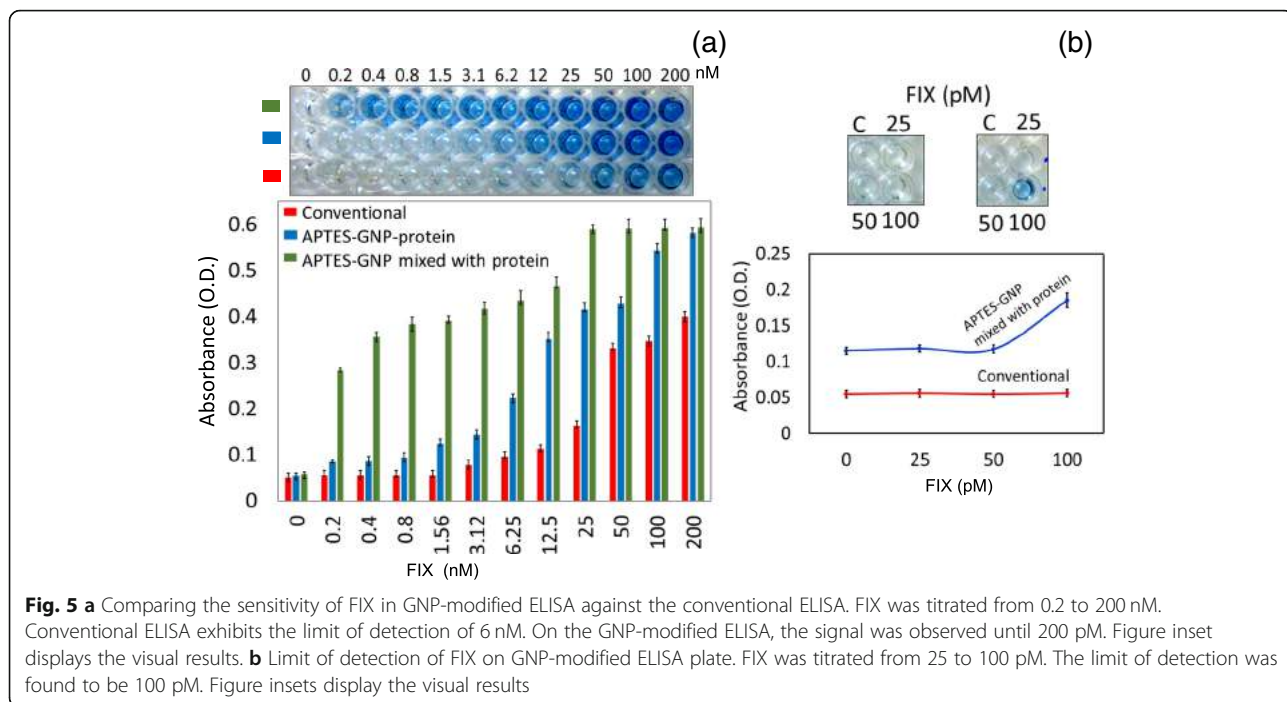 (a)
0 0.2 0.4 0.8 1.5 3.1 6.2 12 25 50 100 200 nM
0.6
0.5
0.4
0.3
0.2
0.1
0
Absorbance (O.D.)
Conventional
APTES-GNP-protein
APTES-GNP mixed with protein
0 0.2 0.4 0.8 1.56 3.12 6.25 12.5 25 50 100 200
FIX (nM)
(b)
FIX (pM)
C 25 C 25
50 100 50 100
0.25
0.2
0.15
0.1
0.05
0
Absorbance (O.D.)
APTES-GNP
mixed with protein
Conventional
0 25 50 100
FIX (pM)
Fig. 5 a Comparing the sensitivity of FIX in GNP-modified ELISA against the conventional ELISA. FIX was titrated from 0.2 to 200 nM.
Conventional ELISA exhibits the limit of detection of 6 nM. On the GNP-modified ELISA, the signal was observed until 200 pM. Figure inset
displays the visual results. b Limit of detection of FIX on GNP-modified ELISA plate. FIX was titrated from 25 to 100 pM. The limit of detection was
found to be 100 pM. Figure insets display the visual results